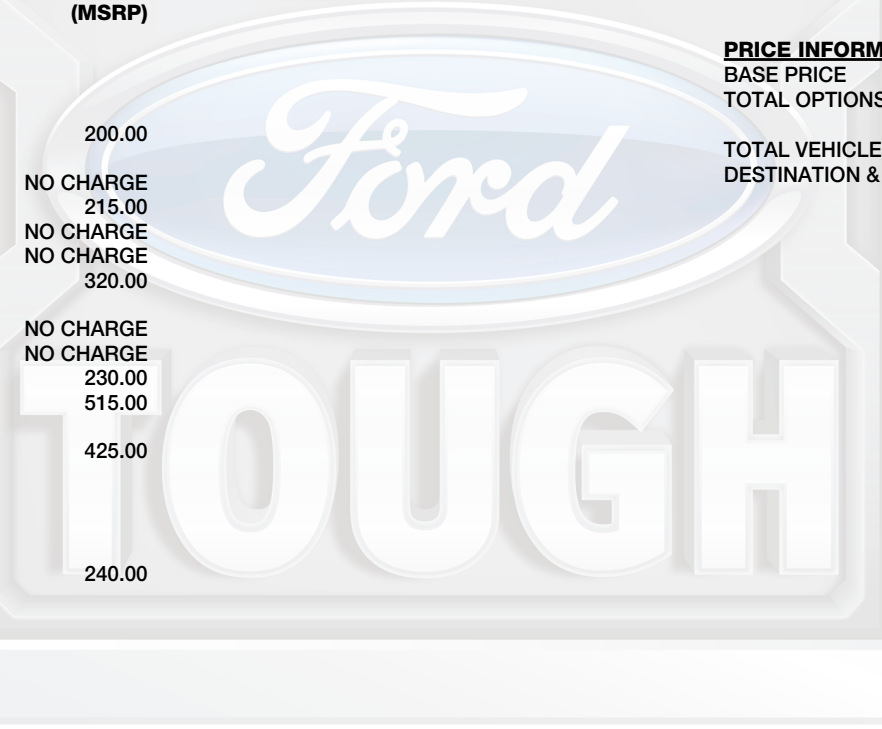 (MSRP)
200.00
NO CHARGE
215.00
NO CHARGE
NO CHARGE
320.00
NO CHARGE
NO CHARGE
230.00
515.00
425.00
240.00
PRICE INFORM
BASE PRICE
TOTAL OPTIONS
TOTAL VEHICLE
DESTINATION &
Ford
TOUGH